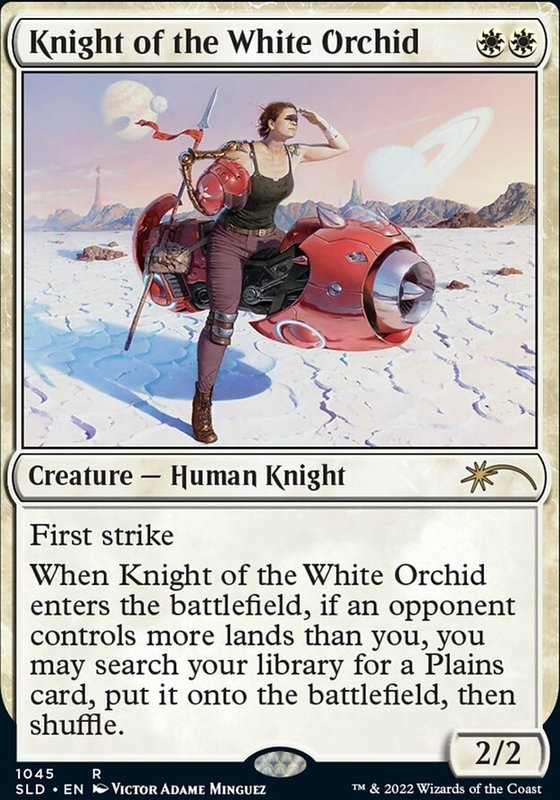 Knight of the White Orchid
Creature — Human Knight
First strike
When Knight of the White Orchid
enters the battlefield, if an opponent
controls more lands than you, you
may search your library for a Plains
card, put it onto the battlefield, then
shuffle.
2/2
1045 R
SLD • EN Victor Adame Minguez
™ & 2022 Wizards of the Coast